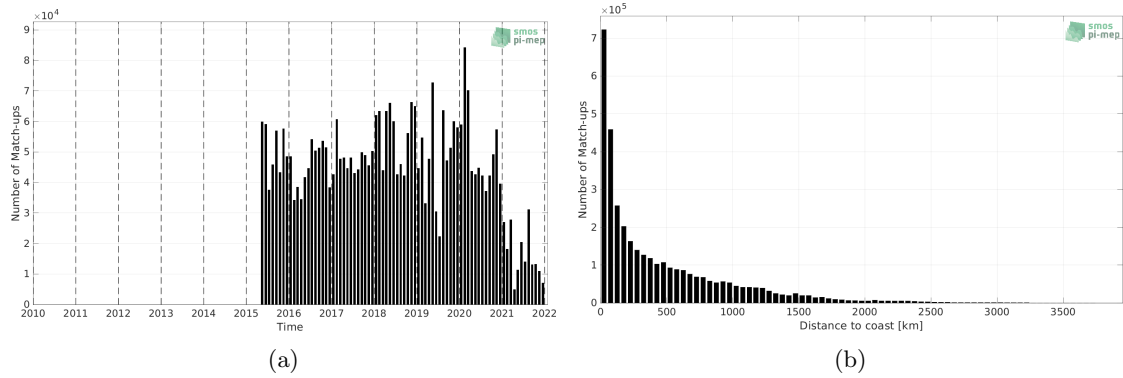 ×10⁴
9
8
7
6
5
4
3
2
1
0
Number of Match-ups
2010 2011 2012 2013 2014 2015 2016 2017 2018 2019 2020 2021 2022
Time
smos
pi-mep
(a)
×10⁵
7
6
5
4
3
2
1
0
Number of Match-ups
0 500 1000 1500 2000 2500 3000 3500
Distance to coast [km]
smos
pi-mep
(b)